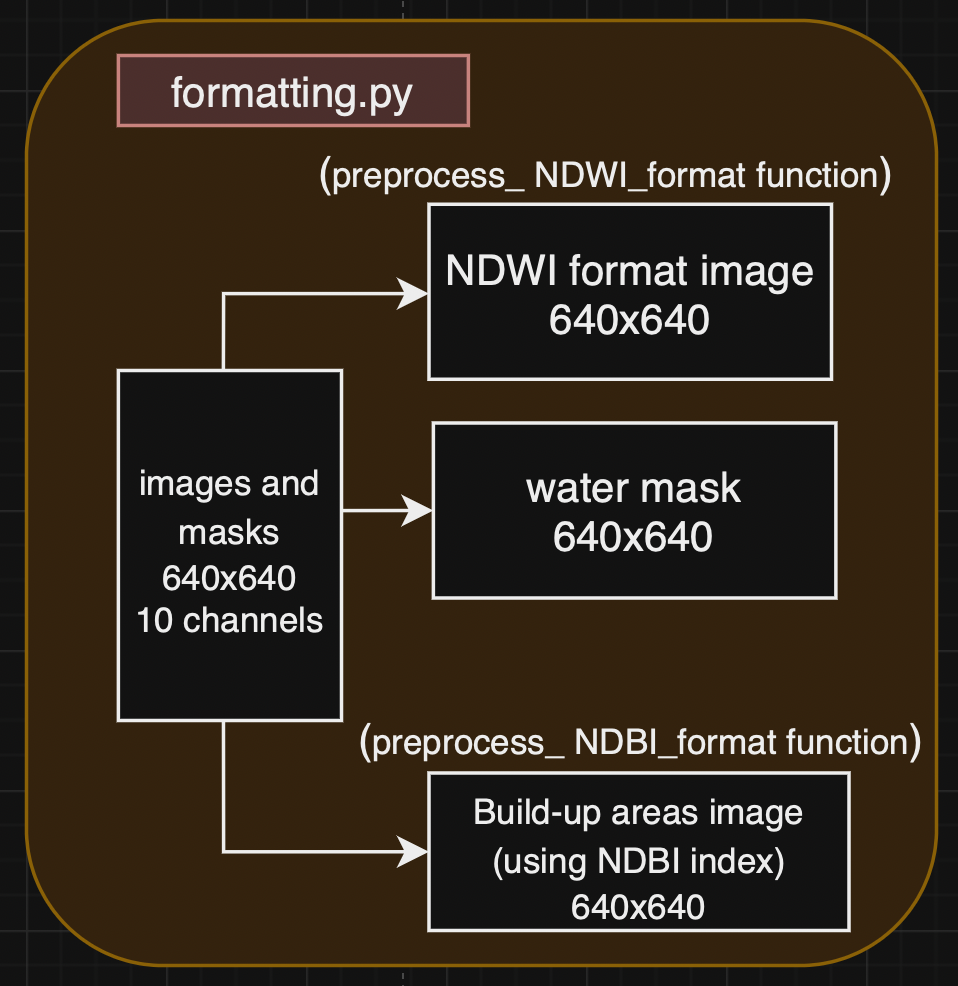 formatting.py
(preprocess_ NDWI_format function)
NDWI format image
640x640
images and
masks
640x640
10 channels
water mask
640x640
(preprocess_ NDBI_format function)
Build-up areas image
(using NDBI index)
640x640